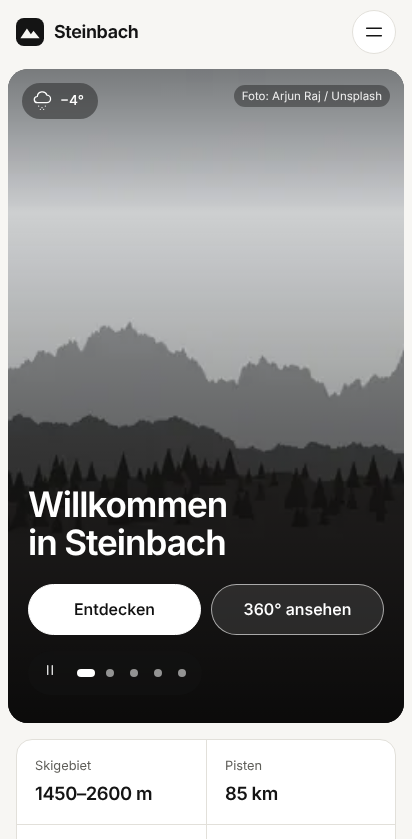 Steinbach
−4°
Foto: Arjun Raj / Unsplash
Willkommen
in Steinbach
Entdecken
360° ansehen
Skigebiet
Pisten
1450–2600 m
85 km